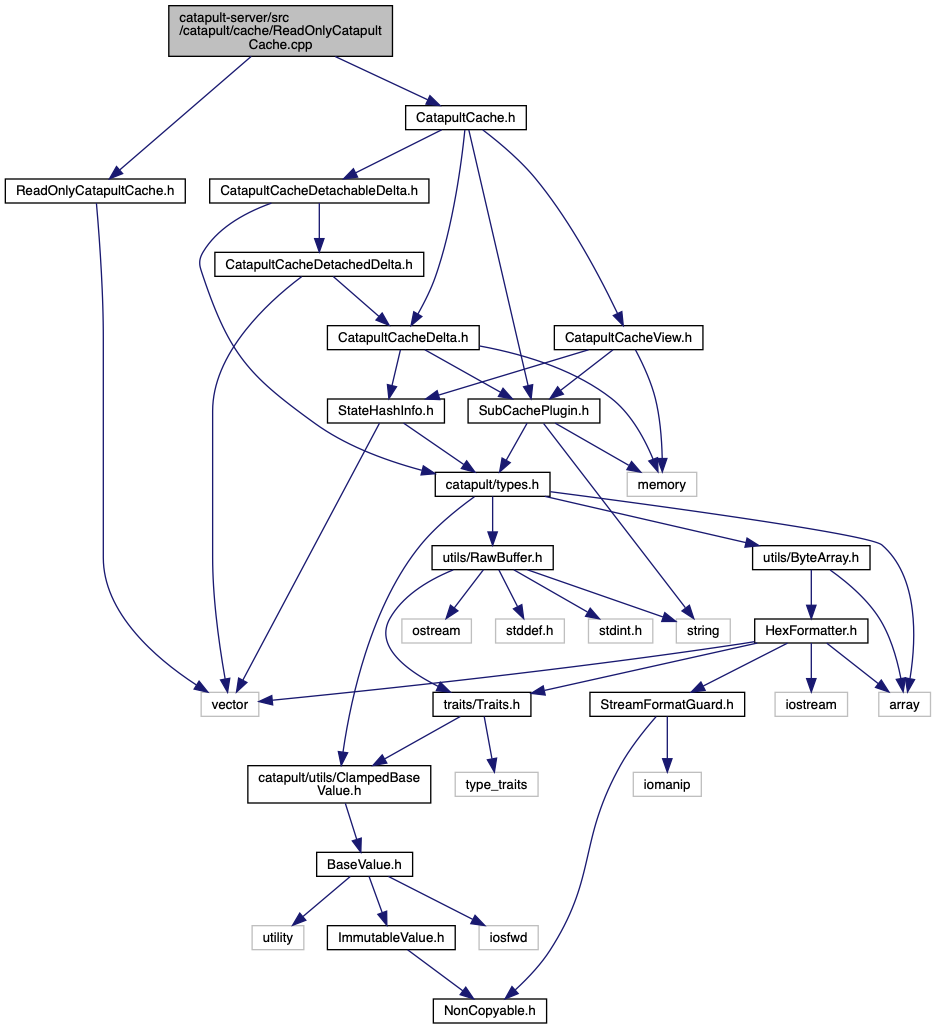 catapult-server/src
/catapult/cache/ReadOnlyCatapult
Cache.cpp
CatapultCache.h
ReadOnlyCatapultCache.h
CatapultCacheDetachableDelta.h
CatapultCacheDetachedDelta.h
CatapultCacheDelta.h
CatapultCacheView.h
StateHashInfo.h
SubCachePlugin.h
catapult/types.h
memory
utils/RawBuffer.h
utils/ByteArray.h
ostream
stddef.h
stdint.h
string
HexFormatter.h
vector
traits/Traits.h
StreamFormatGuard.h
iostream
array
catapult/utils/ClampedBase
Value.h
type_traits
iomanip
BaseValue.h
utility
ImmutableValue.h
iosfwd
NonCopyable.h